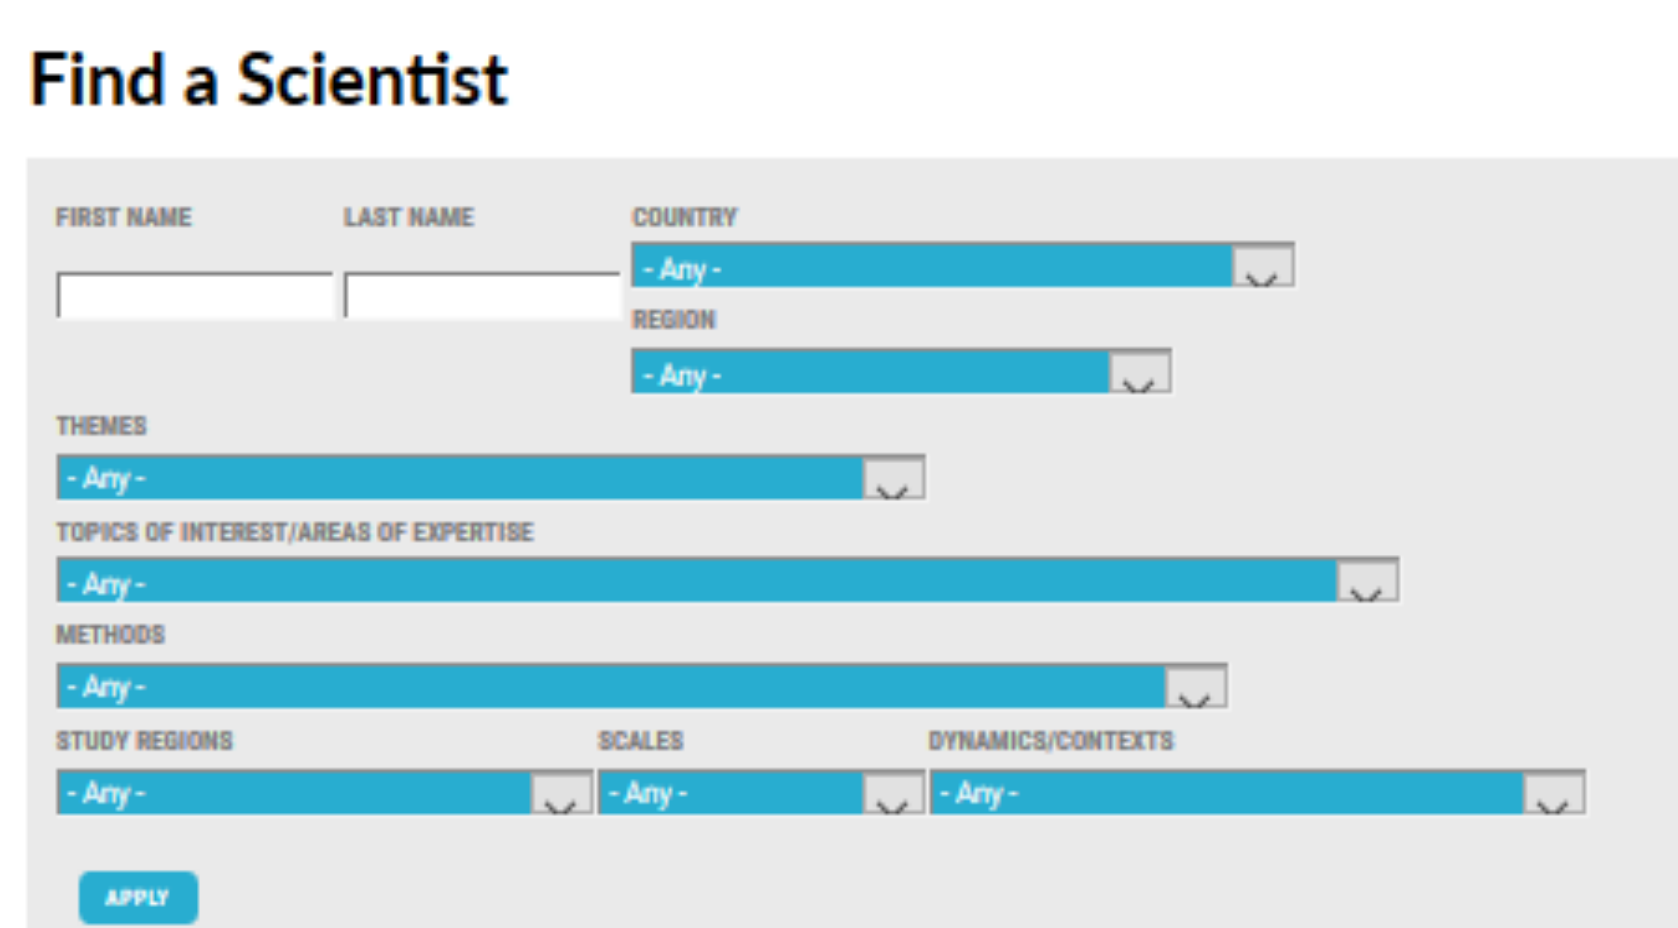 Find a Scientist
FIRST NAME LAST NAME COUNTRY
- Any -
REGION
- Any -
THEMES
- Any -
TOPICS OF INTEREST/AREAS OF EXPERTISE
- Any -
METHODS
- Any -
STUDY REGIONS SCALES DYNAMICS/CONTEXTS
- Any - - Any - - Any -
APPLY